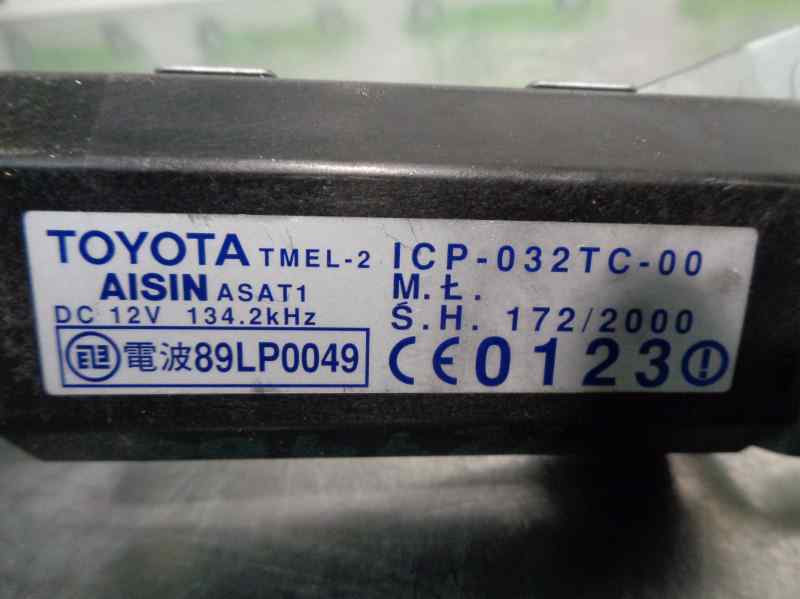 TOYOTA TMEL-2 ICP-032TC-00
AISIN ASAT1 M.Ł.
DC 12V 134.2kHz Ś.H. 172/2000
電波89LP0049 CE0123